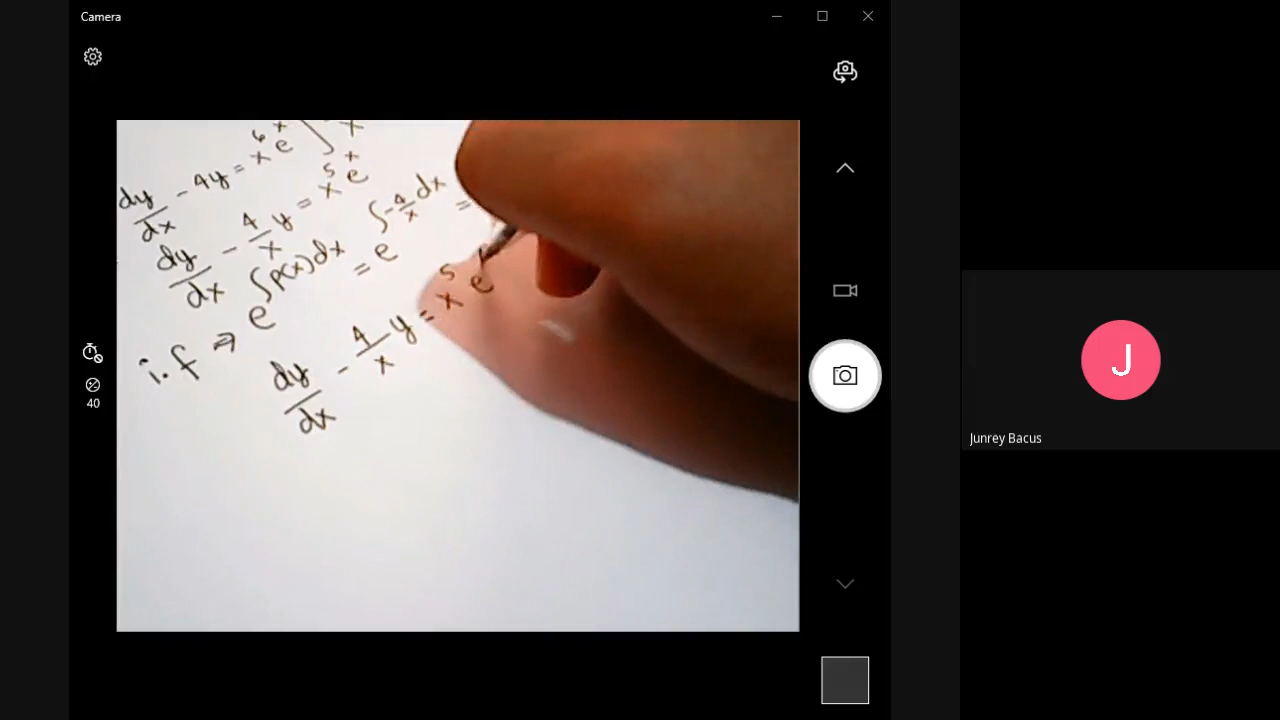 Camera
dy/dx - 4y = x^6 e^x
dy/dx - 4/x y = x^5 e^x
i.f ⇒ e^∫P(x)dx = e^∫-4/x dx =
dy/dx - 4/x y = x^5 e
40
J
Junrey Bacus